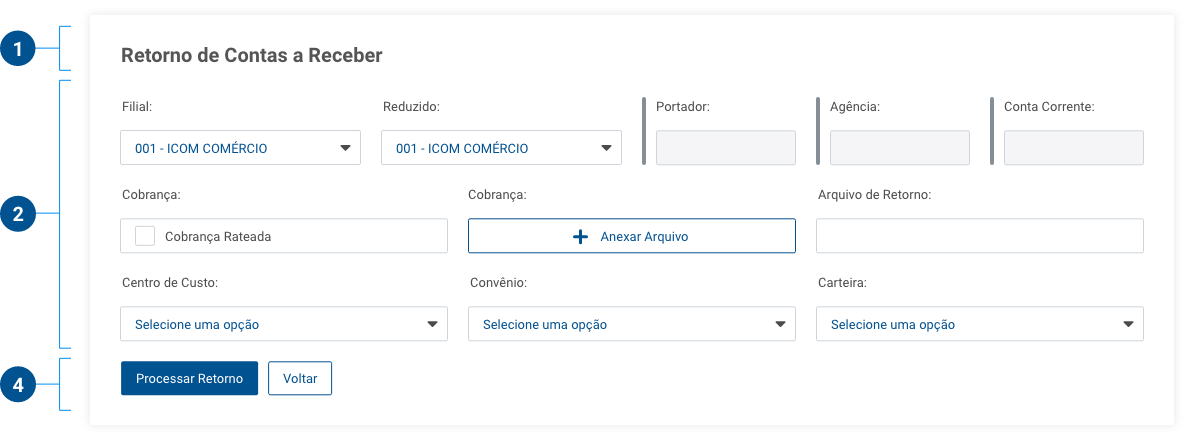 1
Retorno de Contas a Receber
2
Filial: Reduzido: Portador: Agência: Conta Corrente:
001 - ICOM COMÉRCIO 001 - ICOM COMÉRCIO
Cobrança: Cobrança: Arquivo de Retorno:
Cobrança Rateada + Anexar Arquivo
Centro de Custo: Convênio: Carteira:
Selecione uma opção Selecione uma opção Selecione uma opção
4
Processar Retorno Voltar